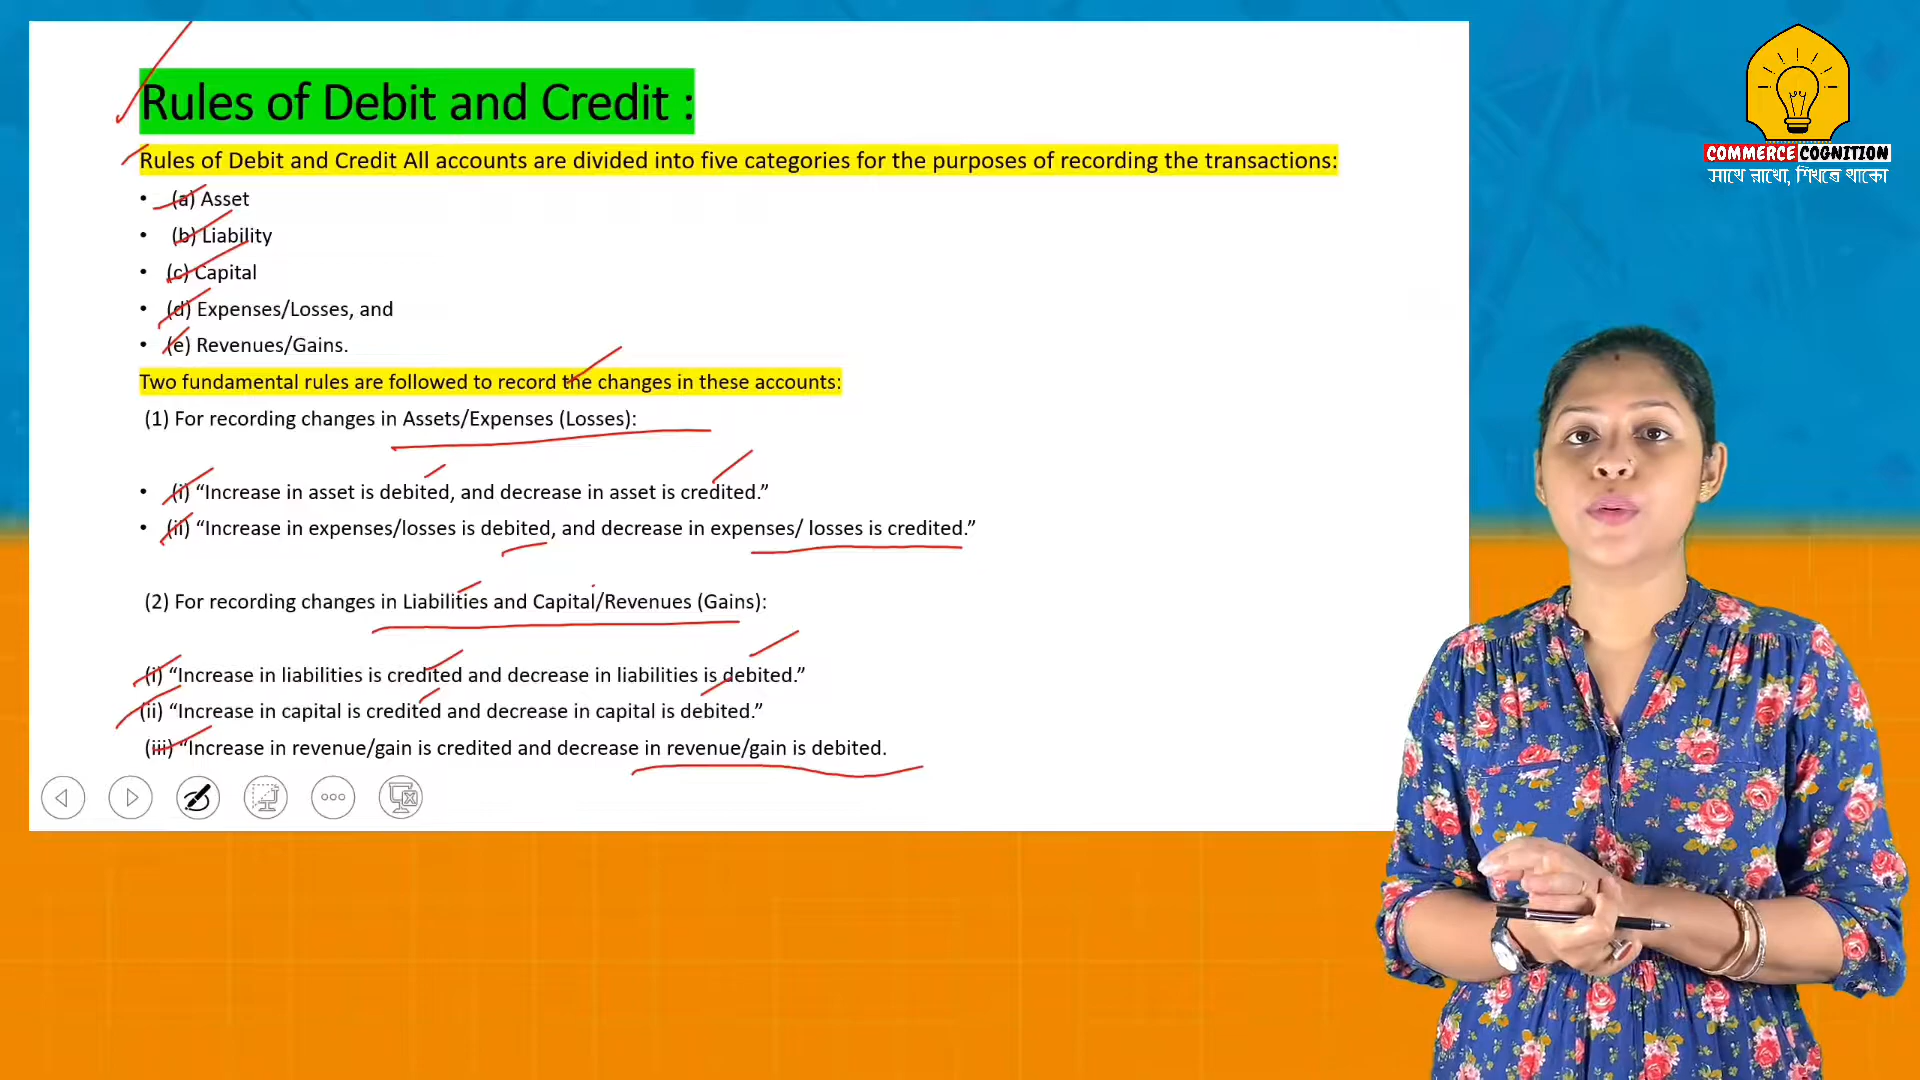 Rules of Debit and Credit :
Rules of Debit and Credit All accounts are divided into five categories for the purposes of recording the transactions:
• (a) Asset
• (b) Liability
• (c) Capital
• (d) Expenses/Losses, and
• (e) Revenues/Gains.
Two fundamental rules are followed to record the changes in these accounts:
(1) For recording changes in Assets/Expenses (Losses):
• (i) “Increase in asset is debited, and decrease in asset is credited.”
• (ii) “Increase in expenses/losses is debited, and decrease in expenses/ losses is credited.”
(2) For recording changes in Liabilities and Capital/Revenues (Gains):
(i) “Increase in liabilities is credited and decrease in liabilities is debited.”
(ii) “Increase in capital is credited and decrease in capital is debited.”
(iii) “Increase in revenue/gain is credited and decrease in revenue/gain is debited.
COMMERCE COGNITION
সাথে রাখো, শিখতে থাকো